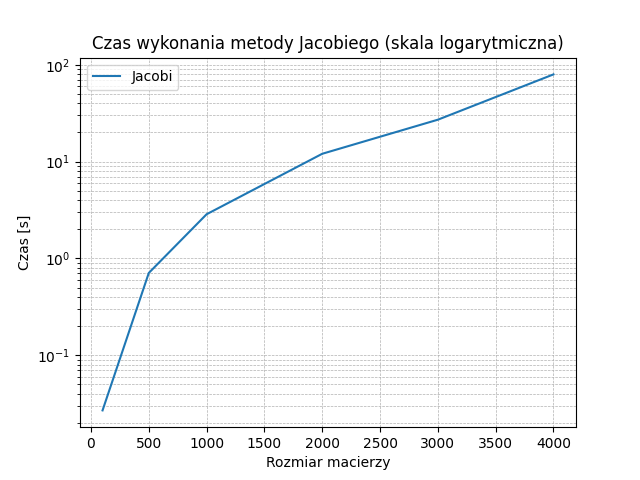 Czas wykonania metody Jacobiego (skala logarytmiczna)
Jacobi
10²
10¹
10⁰
10⁻¹
Czas [s]
0 500 1000 1500 2000 2500 3000 3500 4000
Rozmiar macierzy